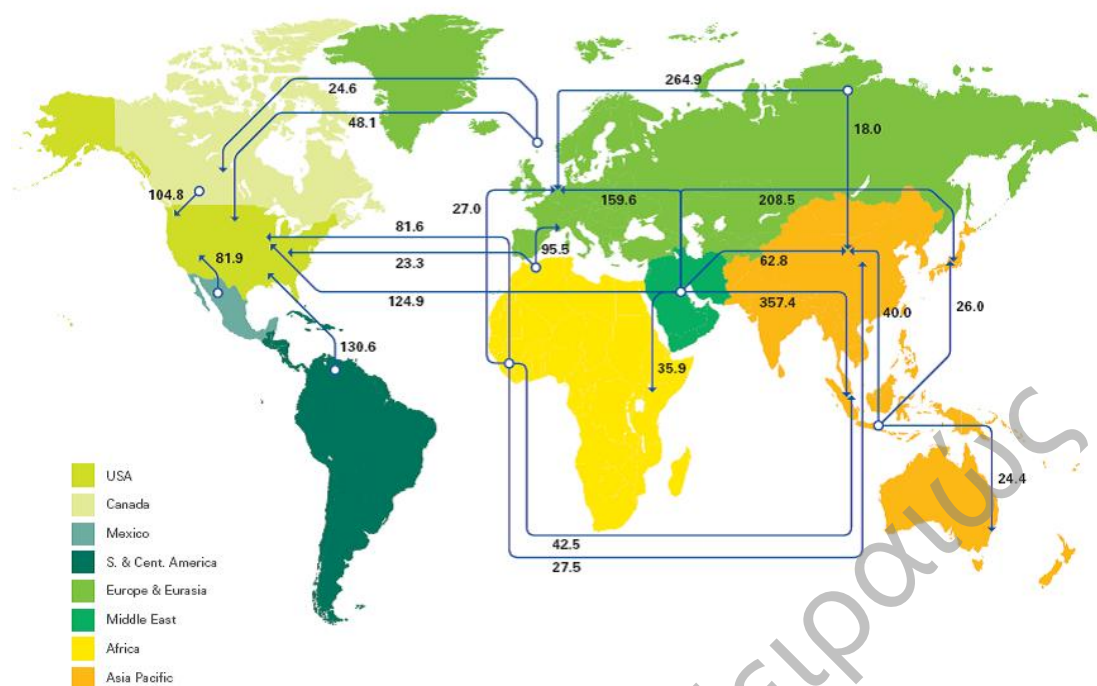 264.9
24.6
48.1
18.0
104.8
27.0
159.6
208.5
81.6
95.5
81.9
23.3
62.8
124.9
357.4
40.0
26.0
130.6
35.9
24.4
42.5
27.5
USA
Canada
Mexico
S. & Cent. America
Europe & Eurasia
Middle East
Africa
Asia Pacific
ειραιώς